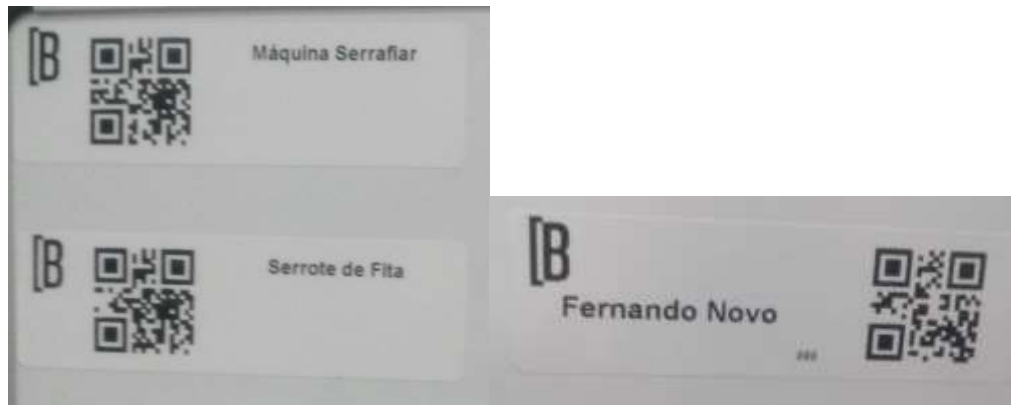 [B
Máquina Serrafiar
[B
Serrote de Fita
[B
Fernando Novo